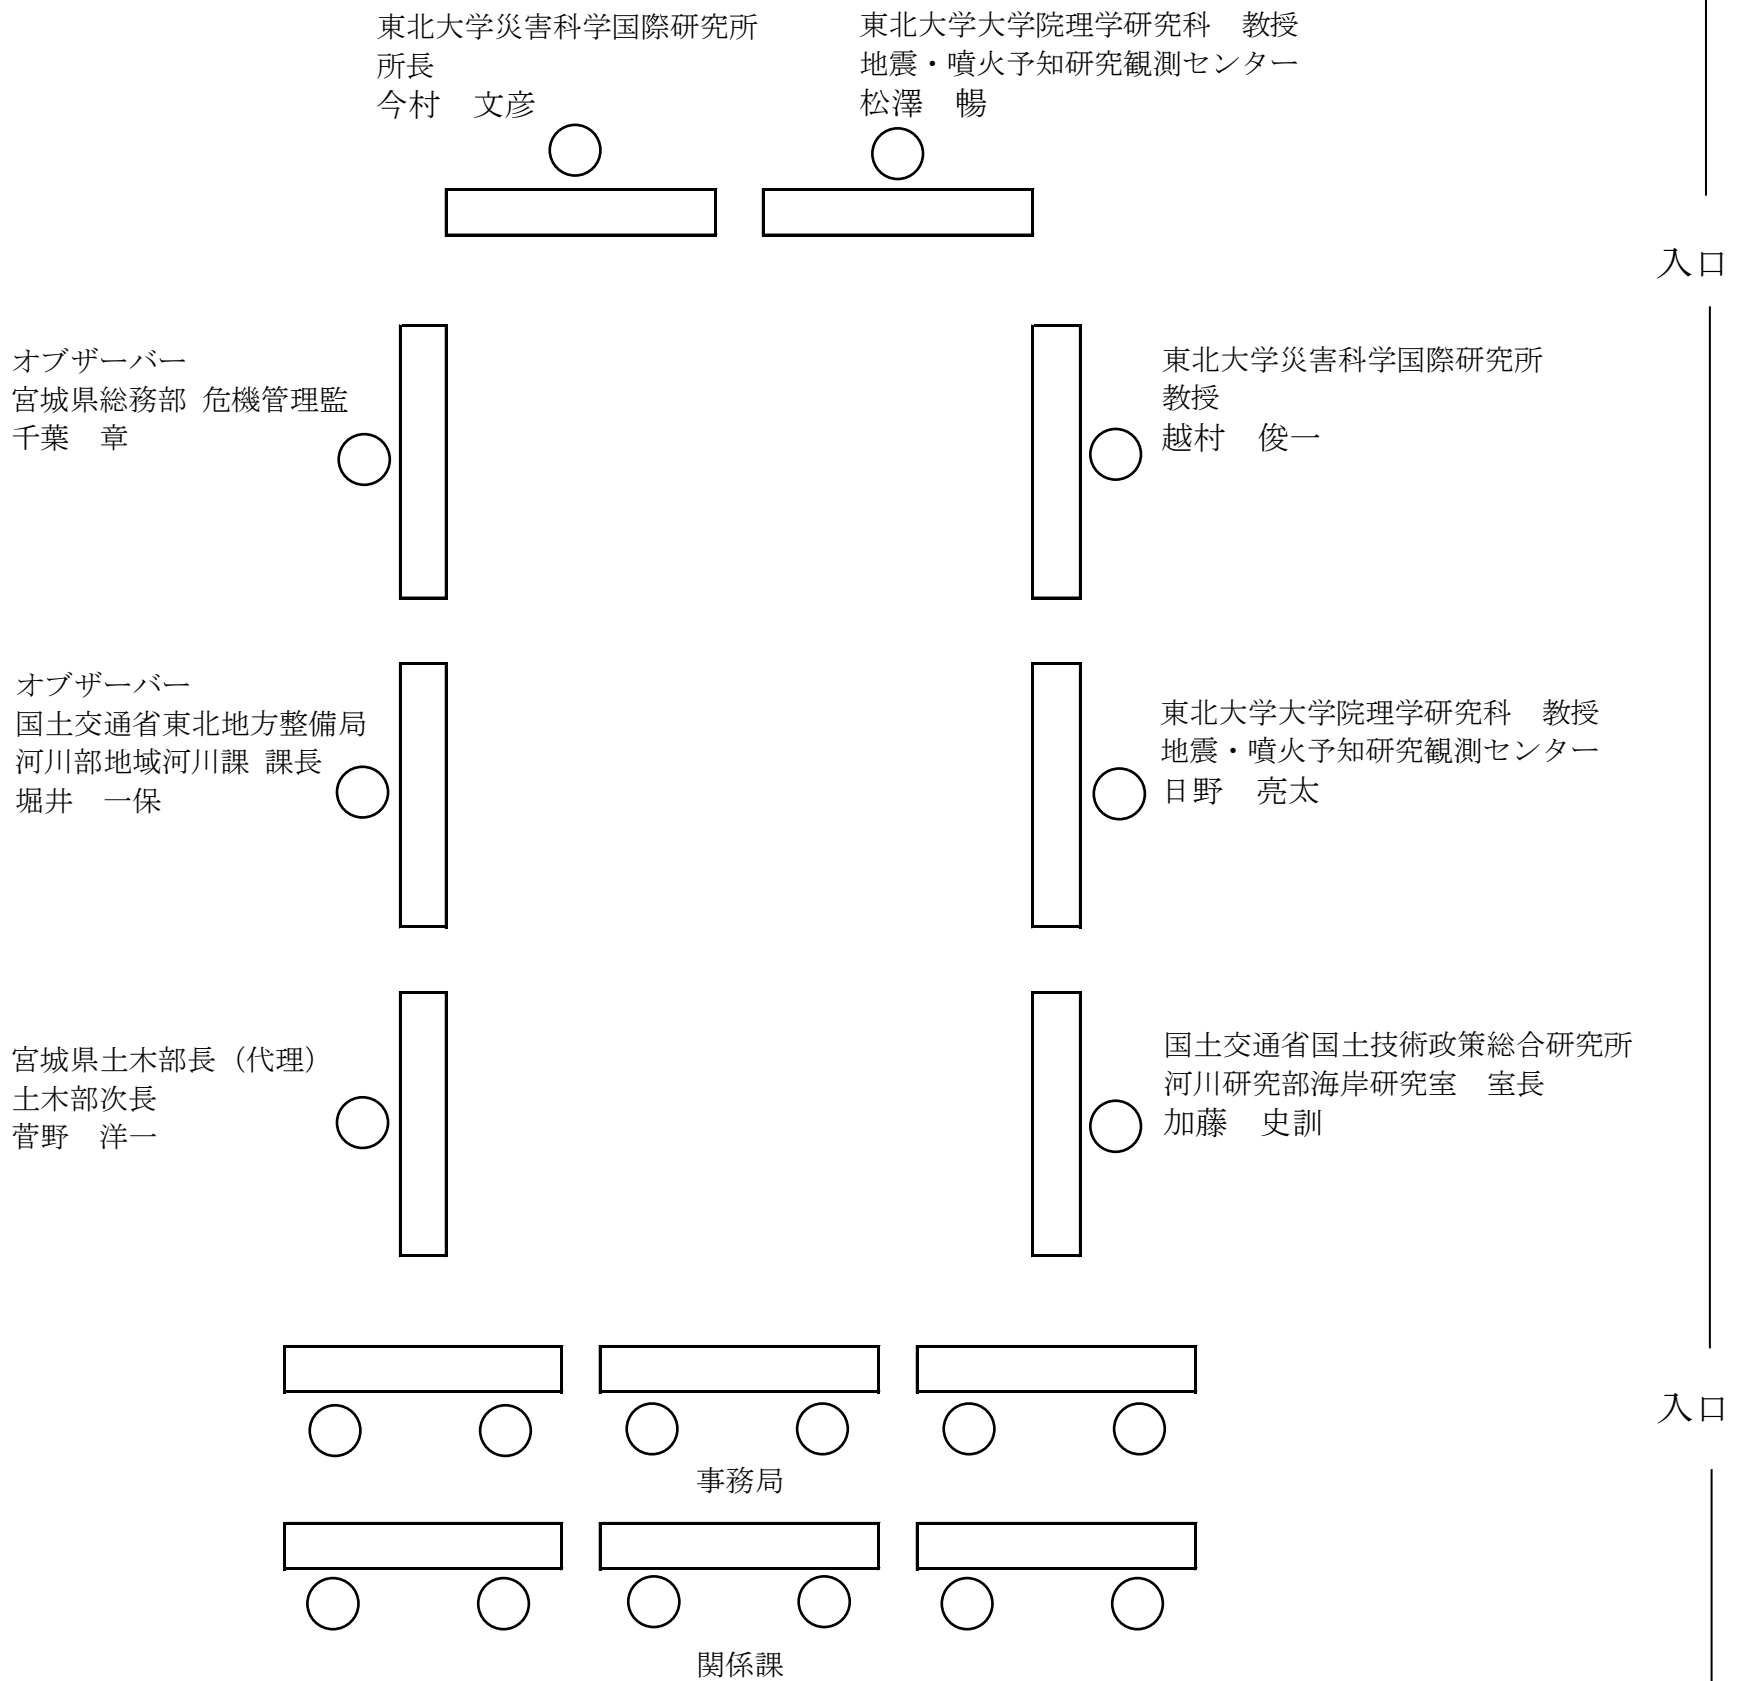 東北大学災害科学国際研究所
所長
今村　文彦
東北大学大学院理学研究科　教授
地震・噴火予知研究観測センター
松澤　暢
入口
オブザーバー
宮城県総務部 危機管理監
千葉　章
東北大学災害科学国際研究所
教授
越村　俊一
オブザーバー
国土交通省東北地方整備局
河川部地域河川課 課長
堀井　一保
東北大学大学院理学研究科　教授
地震・噴火予知研究観測センター
日野　亮太
宮城県土木部長（代理）
土木部次長
菅野　洋一
国土交通省国土技術政策総合研究所
河川研究部海岸研究室　室長
加藤　史訓
入口
事務局
関係課